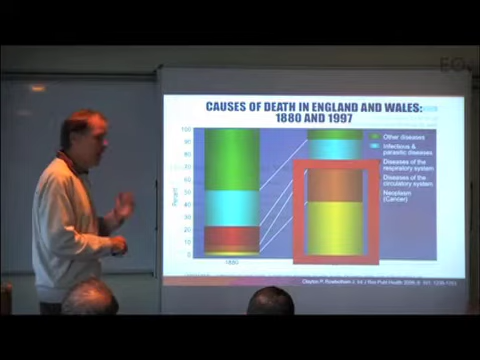 CAUSES OF DEATH IN ENGLAND AND WALES:
1880 AND 1997
100
90
80
70
60
50
40
30
20
10
0
Percent
1880
Other diseases
Infectious &
parasitic diseases
Diseases of the
respiratory system
Diseases of the
circulatory system
Neoplasm
(Cancer)